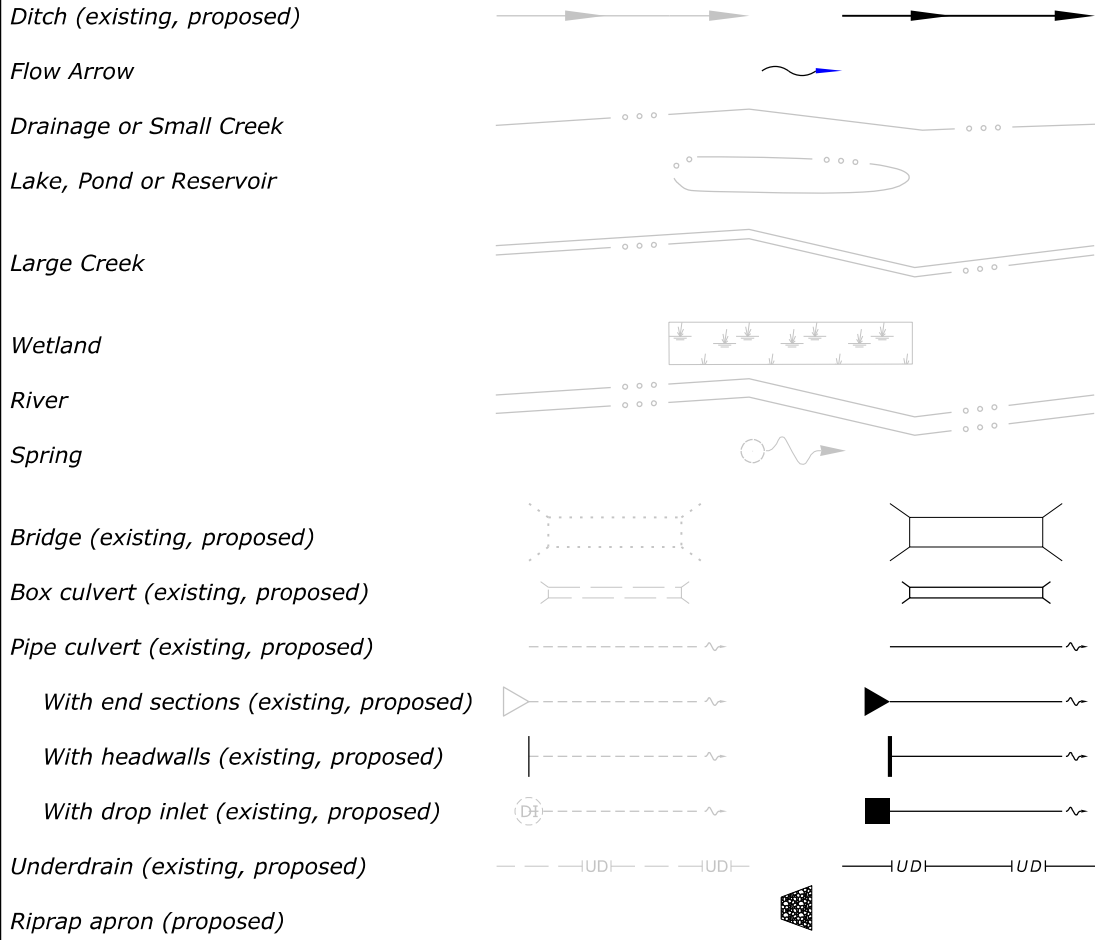 Ditch (existing, proposed)
Flow Arrow
Drainage or Small Creek
Lake, Pond or Reservoir
Large Creek
Wetland
River
Spring
Bridge (existing, proposed)
Box culvert (existing, proposed)
Pipe culvert (existing, proposed)
With end sections (existing, proposed)
With headwalls (existing, proposed)
With drop inlet (existing, proposed) DI
Underdrain (existing, proposed) UD UD UD UD
Riprap apron (proposed)